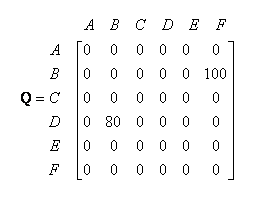 A B C D E F
A 0 0 0 0 0 0
B 0 0 0 0 0 100
Q = C 0 0 0 0 0 0
D 0 80 0 0 0 0
E 0 0 0 0 0 0
F 0 0 0 0 0 0